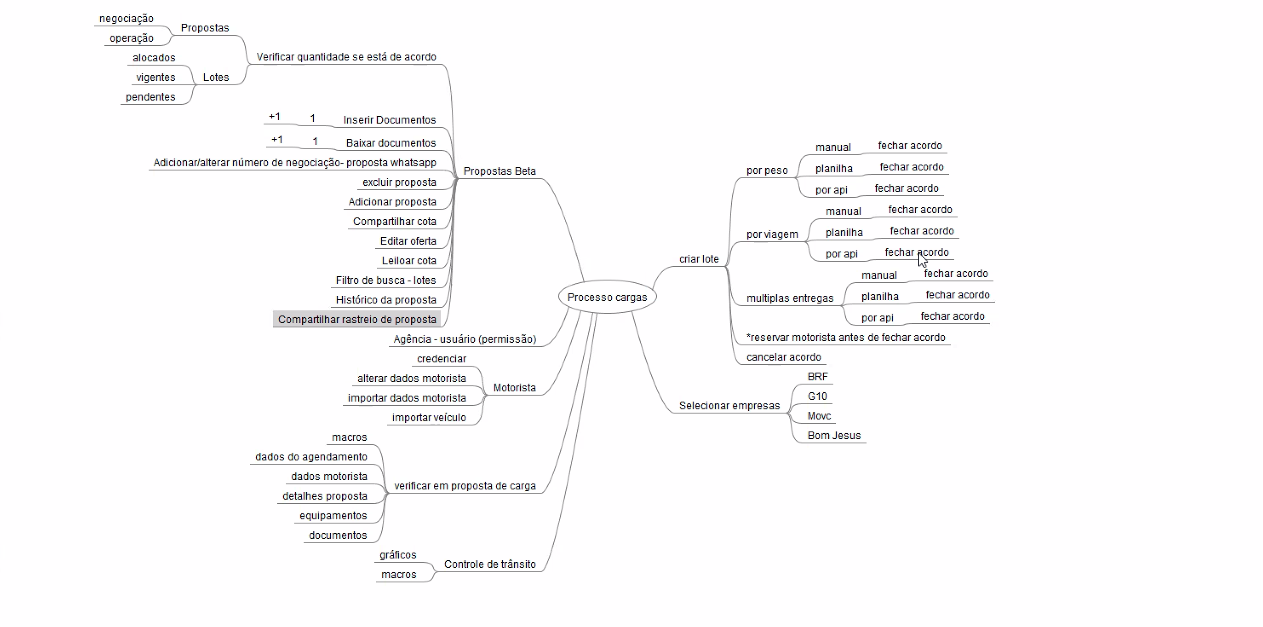 Processo cargas
Propostas Beta
Verificar quantidade se está de acordo
Propostas
negociação
operação
Lotes
alocados
vigentes
pendentes
Inserir Documentos
1
+1
Baixar documentos
1
+1
Adicionar/alterar número de negociação- proposta whatsapp
excluir proposta
Adicionar proposta
Compartilhar cota
Editar oferta
Leiloar cota
Filtro de busca - lotes
Histórico da proposta
Compartilhar rastreio de proposta
Agência - usuário (permissão)
Motorista
credenciar
alterar dados motorista
importar dados motorista
importar veículo
verificar em proposta de carga
macros
dados do agendamento
dados motorista
detalhes proposta
equipamentos
documentos
Controle de trânsito
gráficos
macros
criar lote
por peso
manual
fechar acordo
planilha
fechar acordo
por api
fechar acordo
por viagem
manual
fechar acordo
planilha
fechar acordo
por api
fechar acordo
multiplas entregas
manual
fechar acordo
planilha
fechar acordo
por api
fechar acordo
*reservar motorista antes de fechar acordo
cancelar acordo
Selecionar empresas
BRF
G10
Movc
Bom Jesus